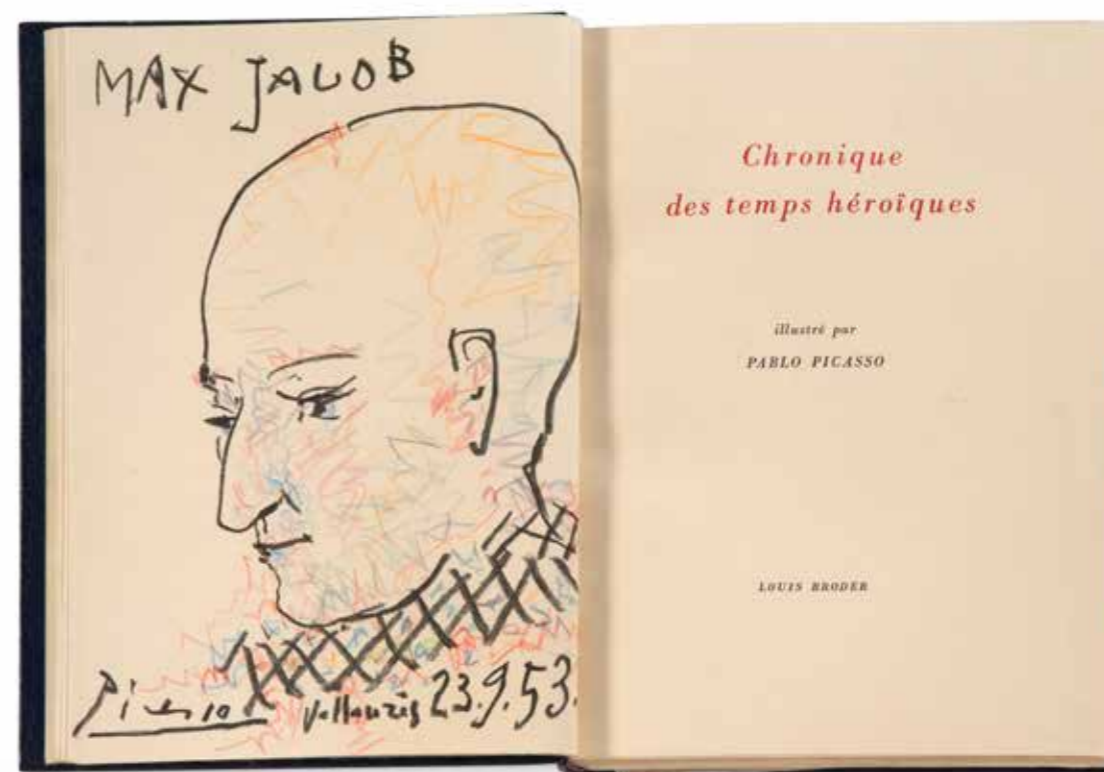 MAX JACOB
Picasso Vallauris 23.9.53.
Chronique
des temps héroïques
illustré par
PABLO PICASSO
LOUIS BRODER